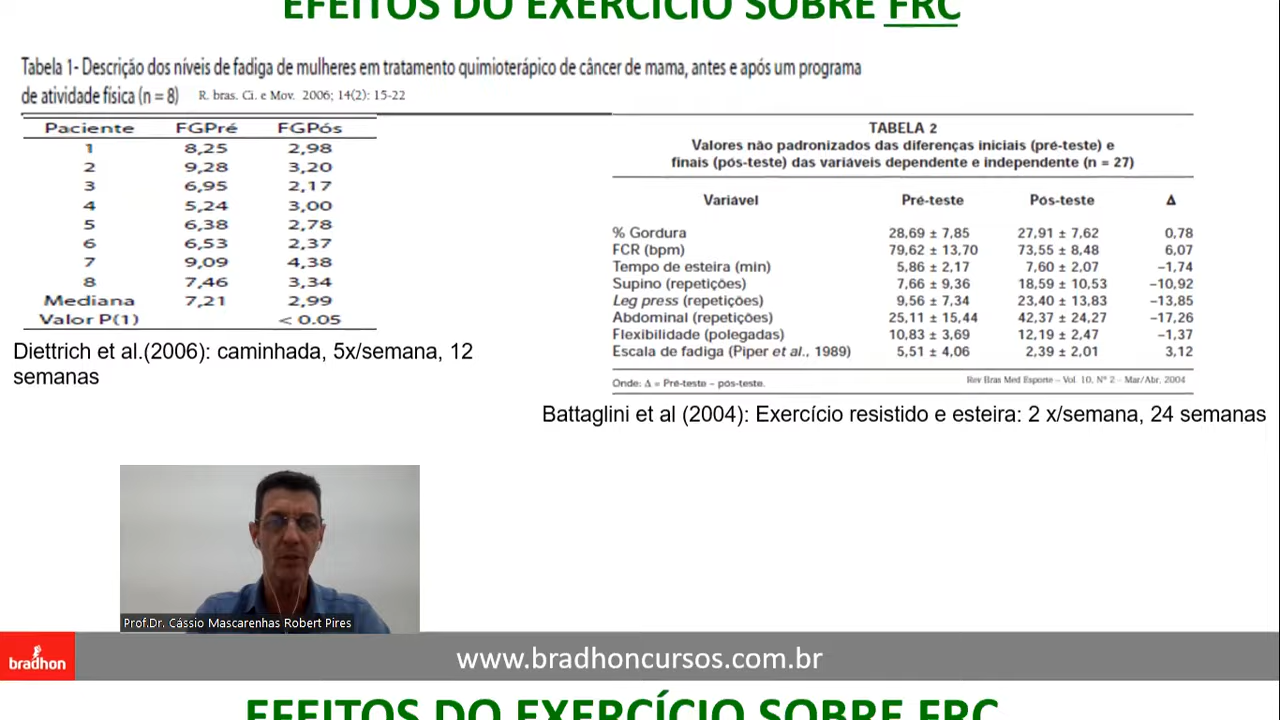 EFEITOS DO EXERCÍCIO SOBRE FRC
Tabela 1- Descrição dos níveis de fadiga de mulheres em tratamento quimioterápico de câncer de mama, antes e após um programa
de atividade física (n = 8) R. bras. Ci. e Mov. 2006; 14(2): 15-22
Paciente FGPré FGPós
1 8,25 2,98
2 9,28 3,20
3 6,95 2,17
4 5,24 3,00
5 6,38 2,78
6 6,53 2,37
7 9,09 4,38
8 7,46 3,34
Mediana 7,21 2,99
Valor P(1) < 0.05
Diettrich et al.(2006): caminhada, 5x/semana, 12
semanas
TABELA 2
Valores não padronizados das diferenças iniciais (pré-teste) e
finais (pós-teste) das variáveis dependente e independente (n = 27)
Variável Pré-teste Pós-teste Δ
% Gordura 28,69 ± 7,85 27,91 ± 7,62 0,78
FCR (bpm) 79,62 ± 13,70 73,55 ± 8,48 6,07
Tempo de esteira (min) 5,86 ± 2,17 7,60 ± 2,07 –1,74
Supino (repetições) 7,66 ± 9,36 18,59 ± 10,53 –10,92
Leg press (repetições) 9,56 ± 7,34 23,40 ± 13,83 –13,85
Abdominal (repetições) 25,11 ± 15,44 42,37 ± 24,27 –17,26
Flexibilidade (polegadas) 10,83 ± 3,69 12,19 ± 2,47 –1,37
Escala de fadiga (Piper et al., 1989) 5,51 ± 4,06 2,39 ± 2,01 3,12
Onde: Δ = Pré-teste – pós-teste. Rev Bras Med Esporte – Vol. 10, Nº 2 – Mar/Abr, 2004
Battaglini et al (2004): Exercício resistido e esteira: 2 x/semana, 24 semanas
Prof.Dr. Cássio Mascarenhas Robert Pires
bradhon
www.bradhoncursos.com.br
EFEITOS DO EXERCÍCIO SOBRE FRC